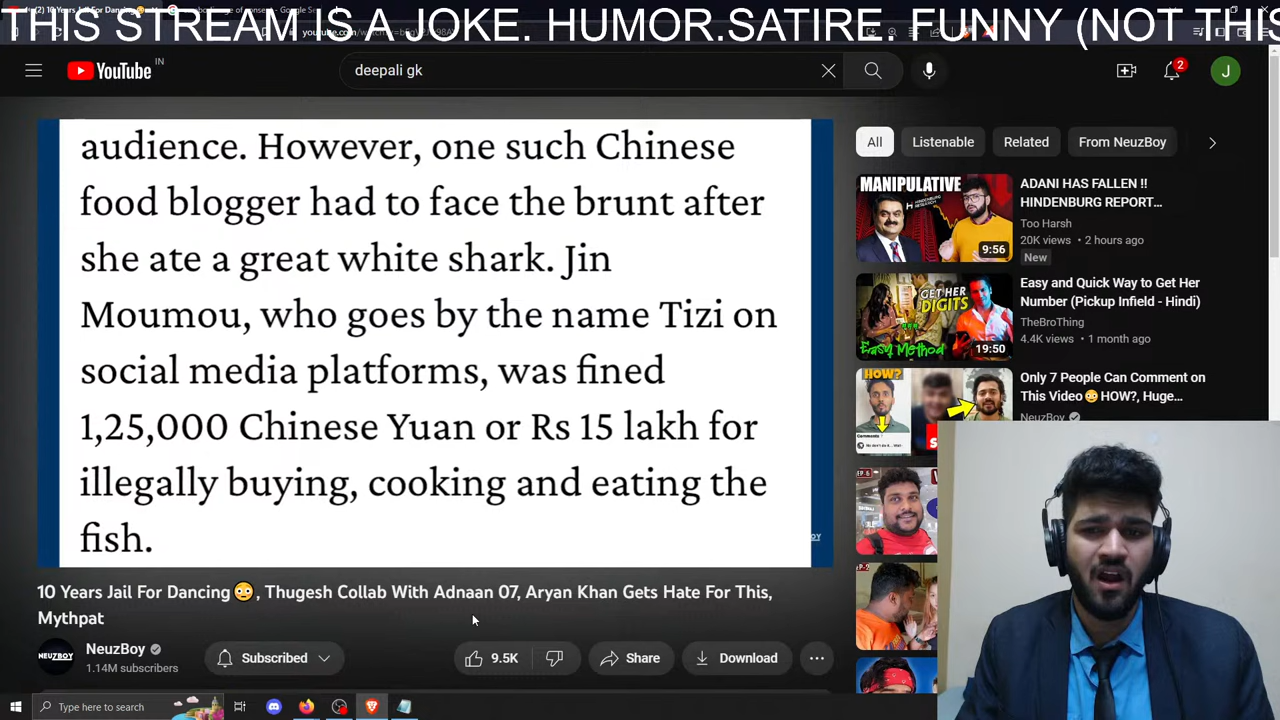 THIS STREAM IS A JOKE. HUMOR.SATIRE. FUNNY (NOT THIS
YouTube
IN
deepali gk
2
J
audience. However, one such Chinese
food blogger had to face the brunt after
she ate a great white shark. Jin
Moumou, who goes by the name Tizi on
social media platforms, was fined
1,25,000 Chinese Yuan or Rs 15 lakh for
illegally buying, cooking and eating the
fish.
10 Years Jail For Dancing😳, Thugesh Collab With Adnaan 07, Aryan Khan Gets Hate For This,
Mythpat
NEUZBOY
NeuzBoy
1.14M subscribers
Subscribed
9.5K
Share
Download
All
Listenable
Related
From NeuzBoy
MANIPULATIVE
9:56
ADANI HAS FALLEN !!
HINDENBURG REPORT...
Too Harsh
20K views • 2 hours ago
New
GET HER
DIGITS
Easy Method
19:50
Easy and Quick Way to Get Her
Number (Pickup Infield - Hindi)
TheBroThing
4.4K views • 1 month ago
HOW?
Only 7 People Can Comment on
This Video😳HOW?, Huge...
NeuzBoy
Type here to search